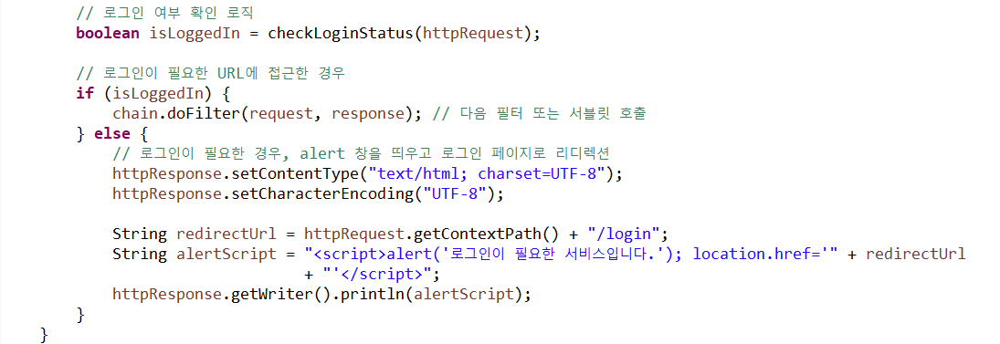 // 로그인 여부 확인 로직
boolean isLoggedIn = checkLoginStatus(httpRequest);
// 로그인이 필요한 URL에 접근한 경우
if (isLoggedIn) {
chain.doFilter(request, response); // 다음 필터 또는 서블릿 호출
} else {
// 로그인이 필요한 경우, alert 창을 띄우고 로그인 페이지로 리디렉션
httpResponse.setContentType("text/html; charset=UTF-8");
httpResponse.setCharacterEncoding("UTF-8");
String redirectUrl = httpRequest.getContextPath() + "/login";
String alertScript = "<script>alert('로그인이 필요한 서비스입니다.'); location.href='" + redirectUrl
+ "'</script>";
httpResponse.getWriter().println(alertScript);
}
}